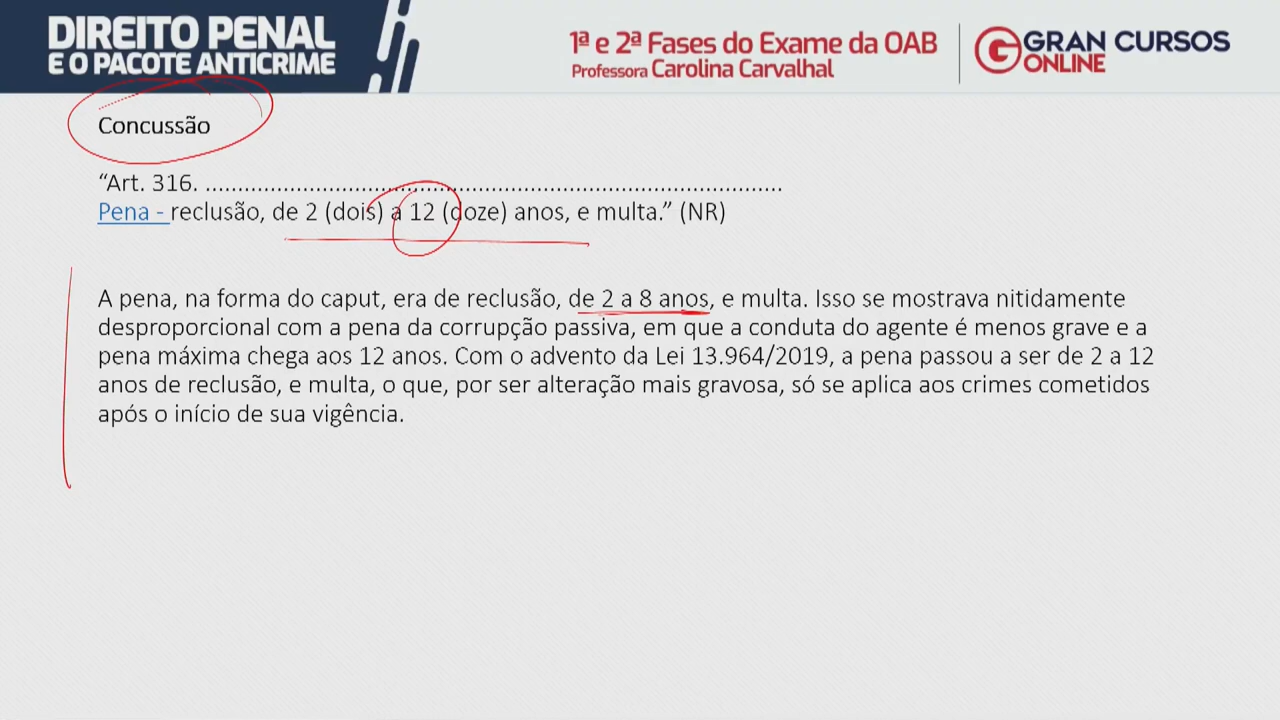 DIREITO PENAL
E O PACOTE ANTICRIME
1ª e 2ª Fases do Exame da OAB
Professora Carolina Carvalhal
G GRAN CURSOS
ONLINE
Concussão
“Art. 316. .........................................................................................
Pena - reclusão, de 2 (dois) a 12 (doze) anos, e multa.” (NR)
A pena, na forma do caput, era de reclusão, de 2 a 8 anos, e multa. Isso se mostrava nitidamente
desproporcional com a pena da corrupção passiva, em que a conduta do agente é menos grave e a
pena máxima chega aos 12 anos. Com o advento da Lei 13.964/2019, a pena passou a ser de 2 a 12
anos de reclusão, e multa, o que, por ser alteração mais gravosa, só se aplica aos crimes cometidos
após o início de sua vigência.